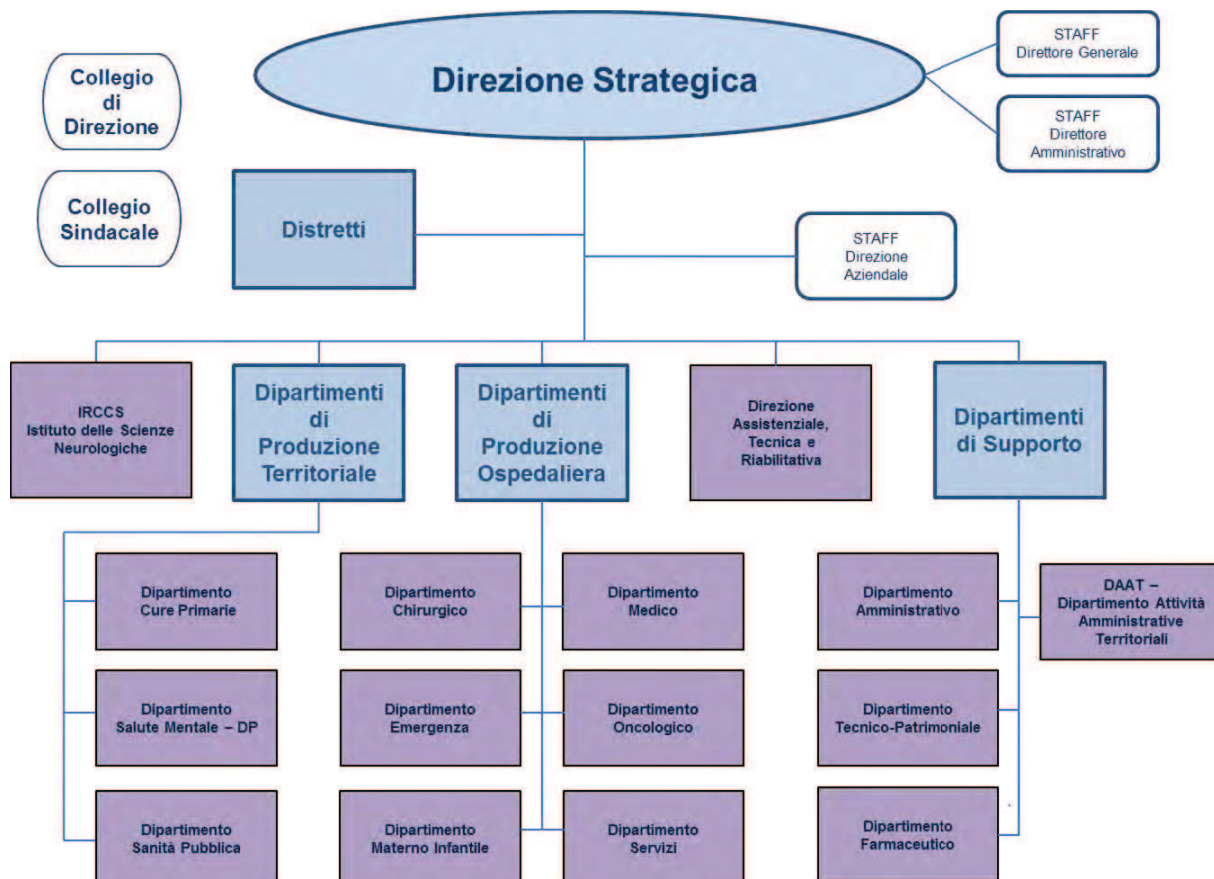 Collegio
di
Direzione
Direzione Strategica
STAFF
Direttore Generale
STAFF
Direttore
Amministrativo
Collegio
Sindacale
Distretti
STAFF
Direzione
Aziendale
IRCCS
Istituto delle Scienze
Neurologiche
Dipartimenti
di
Produzione
Territoriale
Dipartimenti
di
Produzione
Ospedaliera
Direzione
Assistenziale,
Tecnica e
Riabilitativa
Dipartimenti
di Supporto
Dipartimento
Cure Primarie
Dipartimento
Chirurgico
Dipartimento
Medico
Dipartimento
Amministrativo
DAAT –
Dipartimento Attività
Amministrative
Territoriali
Dipartimento
Salute Mentale – DP
Dipartimento
Emergenza
Dipartimento
Oncologico
Dipartimento
Tecnico-Patrimoniale
Dipartimento
Sanità Pubblica
Dipartimento
Materno Infantile
Dipartimento
Servizi
Dipartimento
Farmaceutico